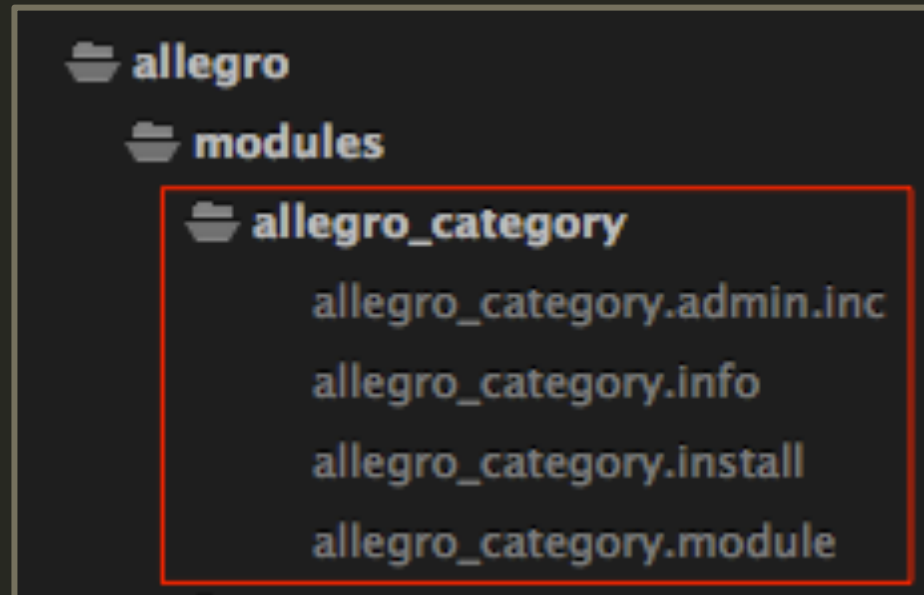 allegro
modules
allegro_category
allegro_category.admin.inc
allegro_category.info
allegro_category.install
allegro_category.module